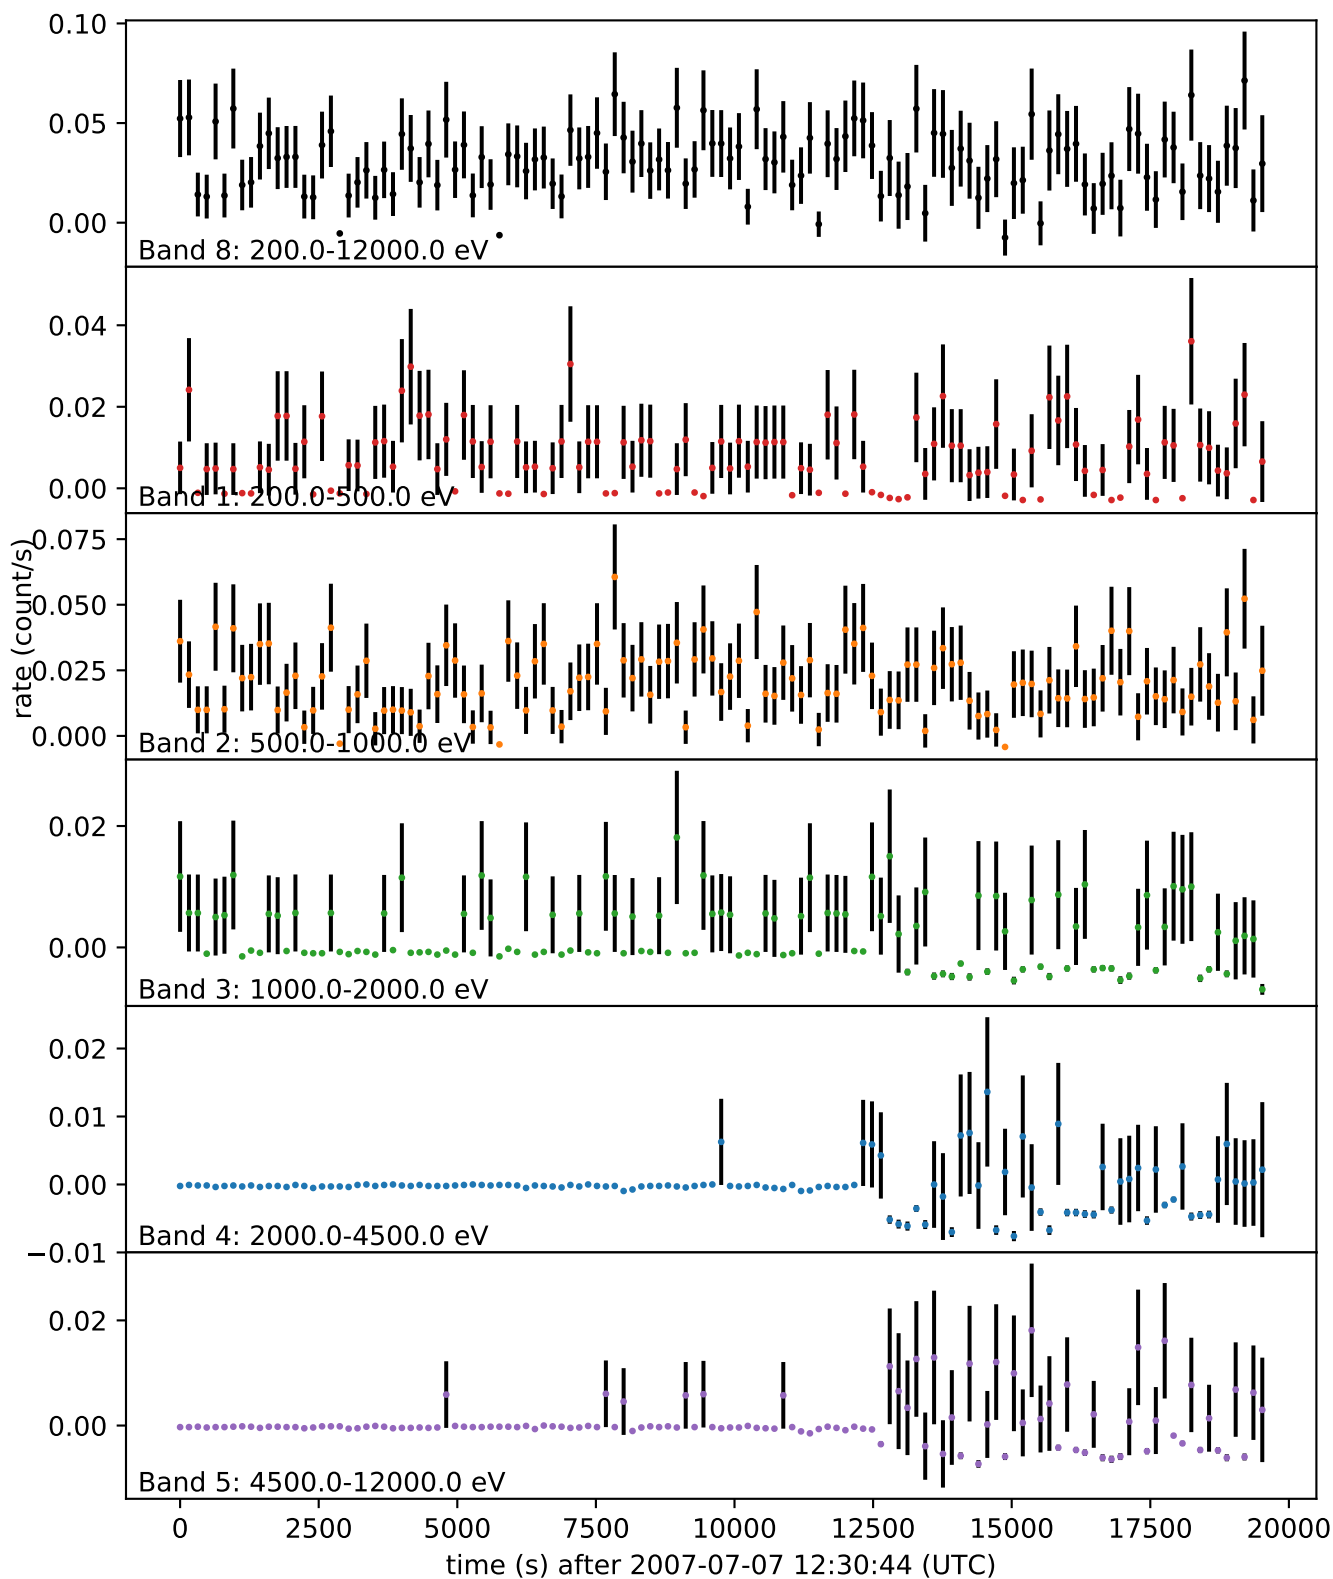 0.10
0.05
0.00
Band 8: 200.0-12000.0 eV
0.04
0.02
0.00
Band 1: 200.0-500.0 eV
rate (count/s)
0.075
0.050
0.025
0.000
Band 2: 500.0-1000.0 eV
0.02
0.00
Band 3: 1000.0-2000.0 eV
0.02
0.01
0.00
−0.01
Band 4: 2000.0-4500.0 eV
0.02
0.00
Band 5: 4500.0-12000.0 eV
0 2500 5000 7500 10000 12500 15000 17500 20000
time (s) after 2007-07-07 12:30:44 (UTC)